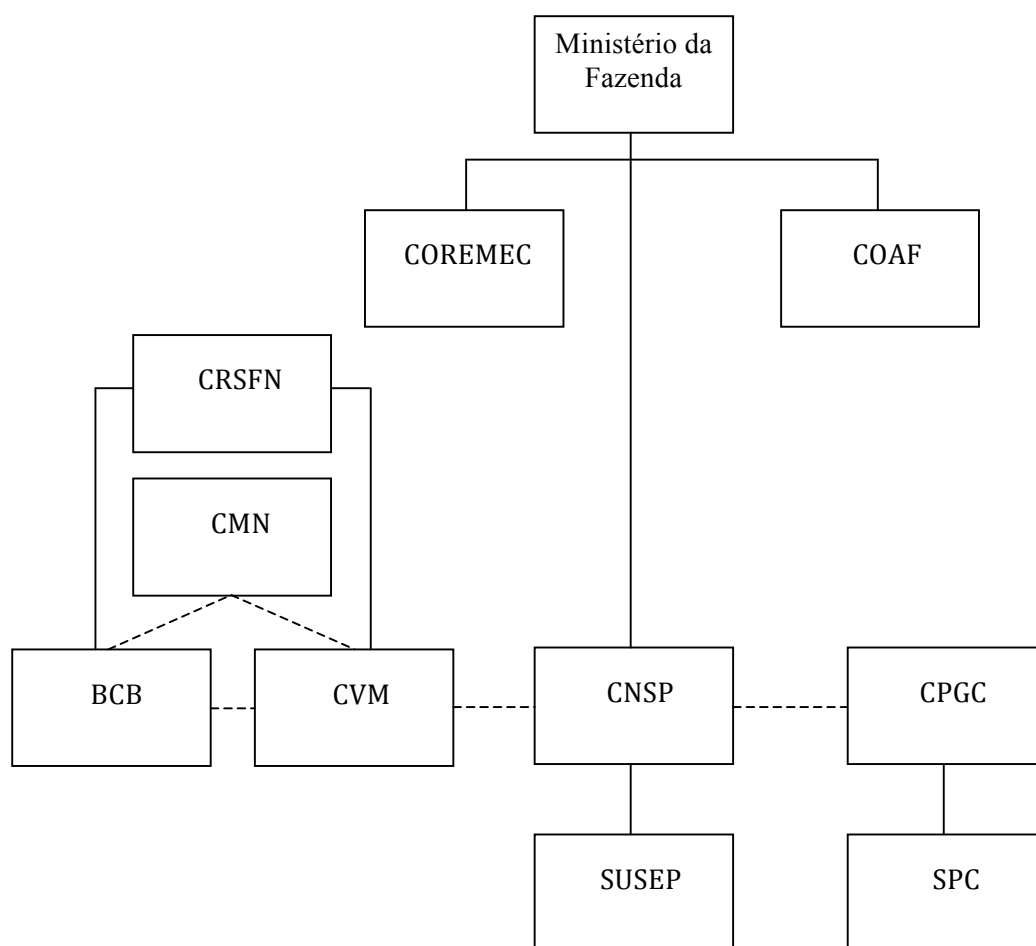 Ministério da
Fazenda
COREMEC
COAF
CRSFN
CMN
BCB
CVM
CNSP
CPGC
SUSEP
SPC